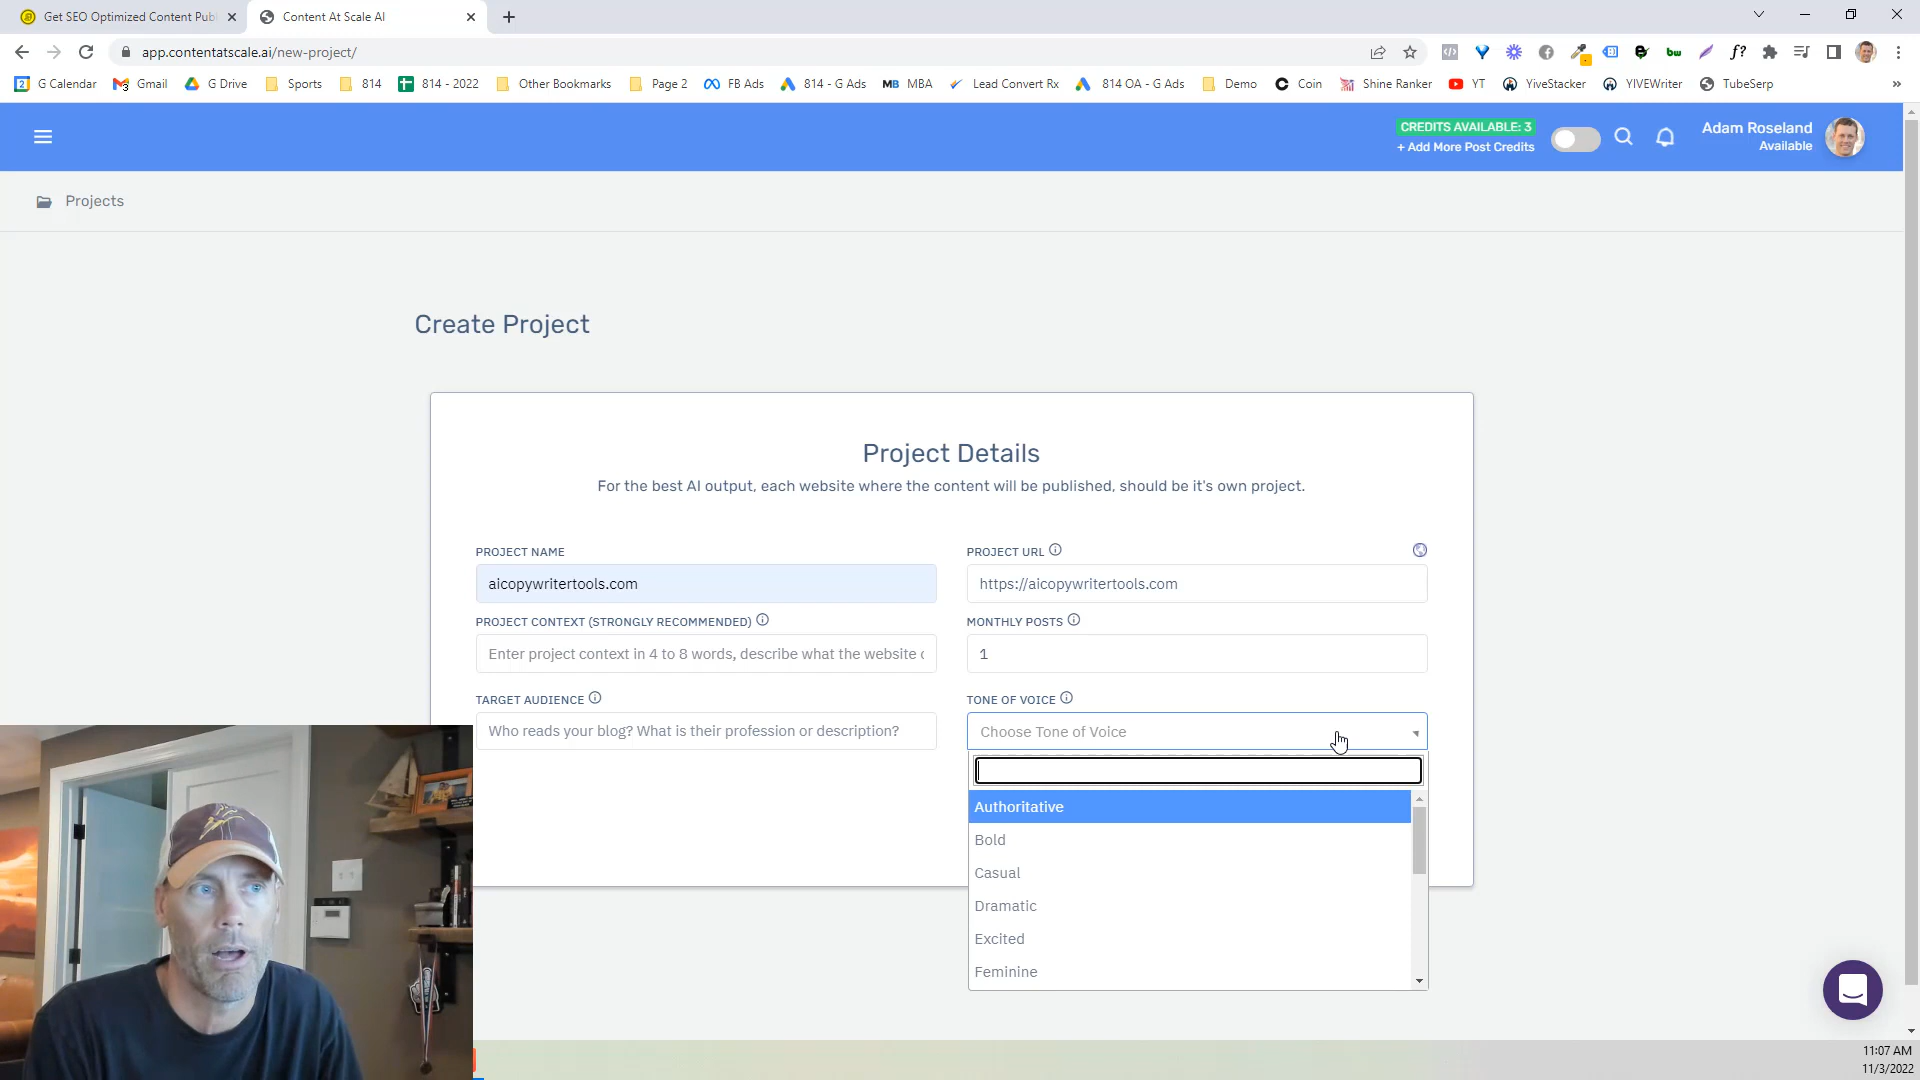 Get SEO Optimized Content Publ
Content At Scale AI
app.contentatscale.ai/new-project/
G Calendar Gmail G Drive Sports 814 814 - 2022 Other Bookmarks Page 2 FB Ads 814 - G Ads MB MBA Lead Convert Rx 814 OA - G Ads Demo Coin Shine Ranker YT YiveStacker YIVEWriter TubeSerp
CREDITS AVAILABLE: 3
+ Add More Post Credits
Adam Roseland
Available
Projects
Create Project
Project Details
For the best AI output, each website where the content will be published, should be it's own project.
PROJECT NAME
PROJECT URL
aicopywritertools.com
https://aicopywritertools.com
PROJECT CONTEXT (STRONGLY RECOMMENDED)
MONTHLY POSTS
Enter project context in 4 to 8 words, describe what the website
1
TARGET AUDIENCE
TONE OF VOICE
Who reads your blog? What is their profession or description?
Choose Tone of Voice
Authoritative
Bold
Casual
Dramatic
Excited
Feminine
11:07 AM
11/3/2022